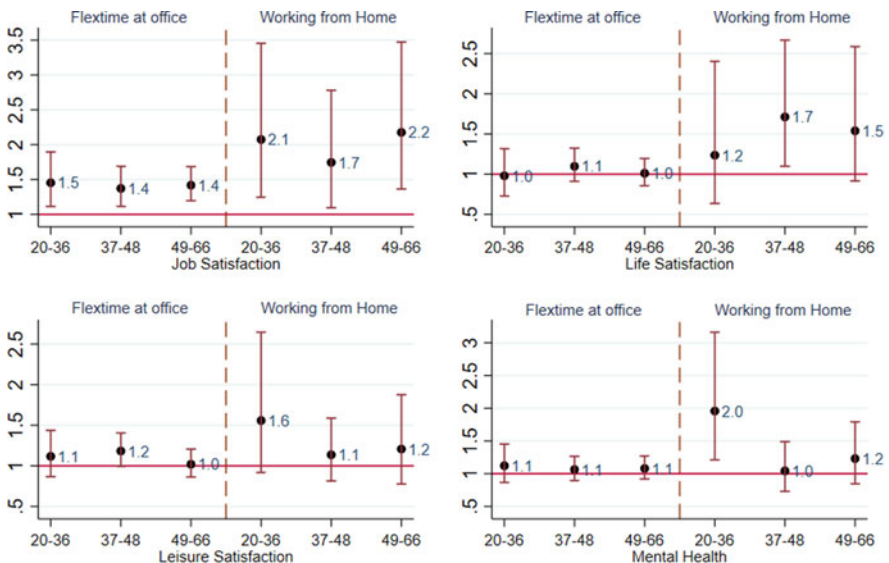 Flextime at office Working from Home
3.5
3
2.5
2
1.5
1
1.5 1.4 1.4 2.1 1.7 2.2
20-36 37-48 49-66 20-36 37-48 49-66
Job Satisfaction
Flextime at office Working from Home
2.5
2
1.5
1
.5
1.0 1.1 1.0 1.2 1.7 1.5
20-36 37-48 49-66 20-36 37-48 49-66
Life Satisfaction
Flextime at office Working from Home
2.5
2
1.5
1
.5
1.1 1.2 1.0 1.6 1.1 1.2
20-36 37-48 49-66 20-36 37-48 49-66
Leisure Satisfaction
Flextime at office Working from Home
3
2.5
2
1.5
1
.5
1.1 1.1 1.1 2.0 1.0 1.2
20-36 37-48 49-66 20-36 37-48 49-66
Mental Health